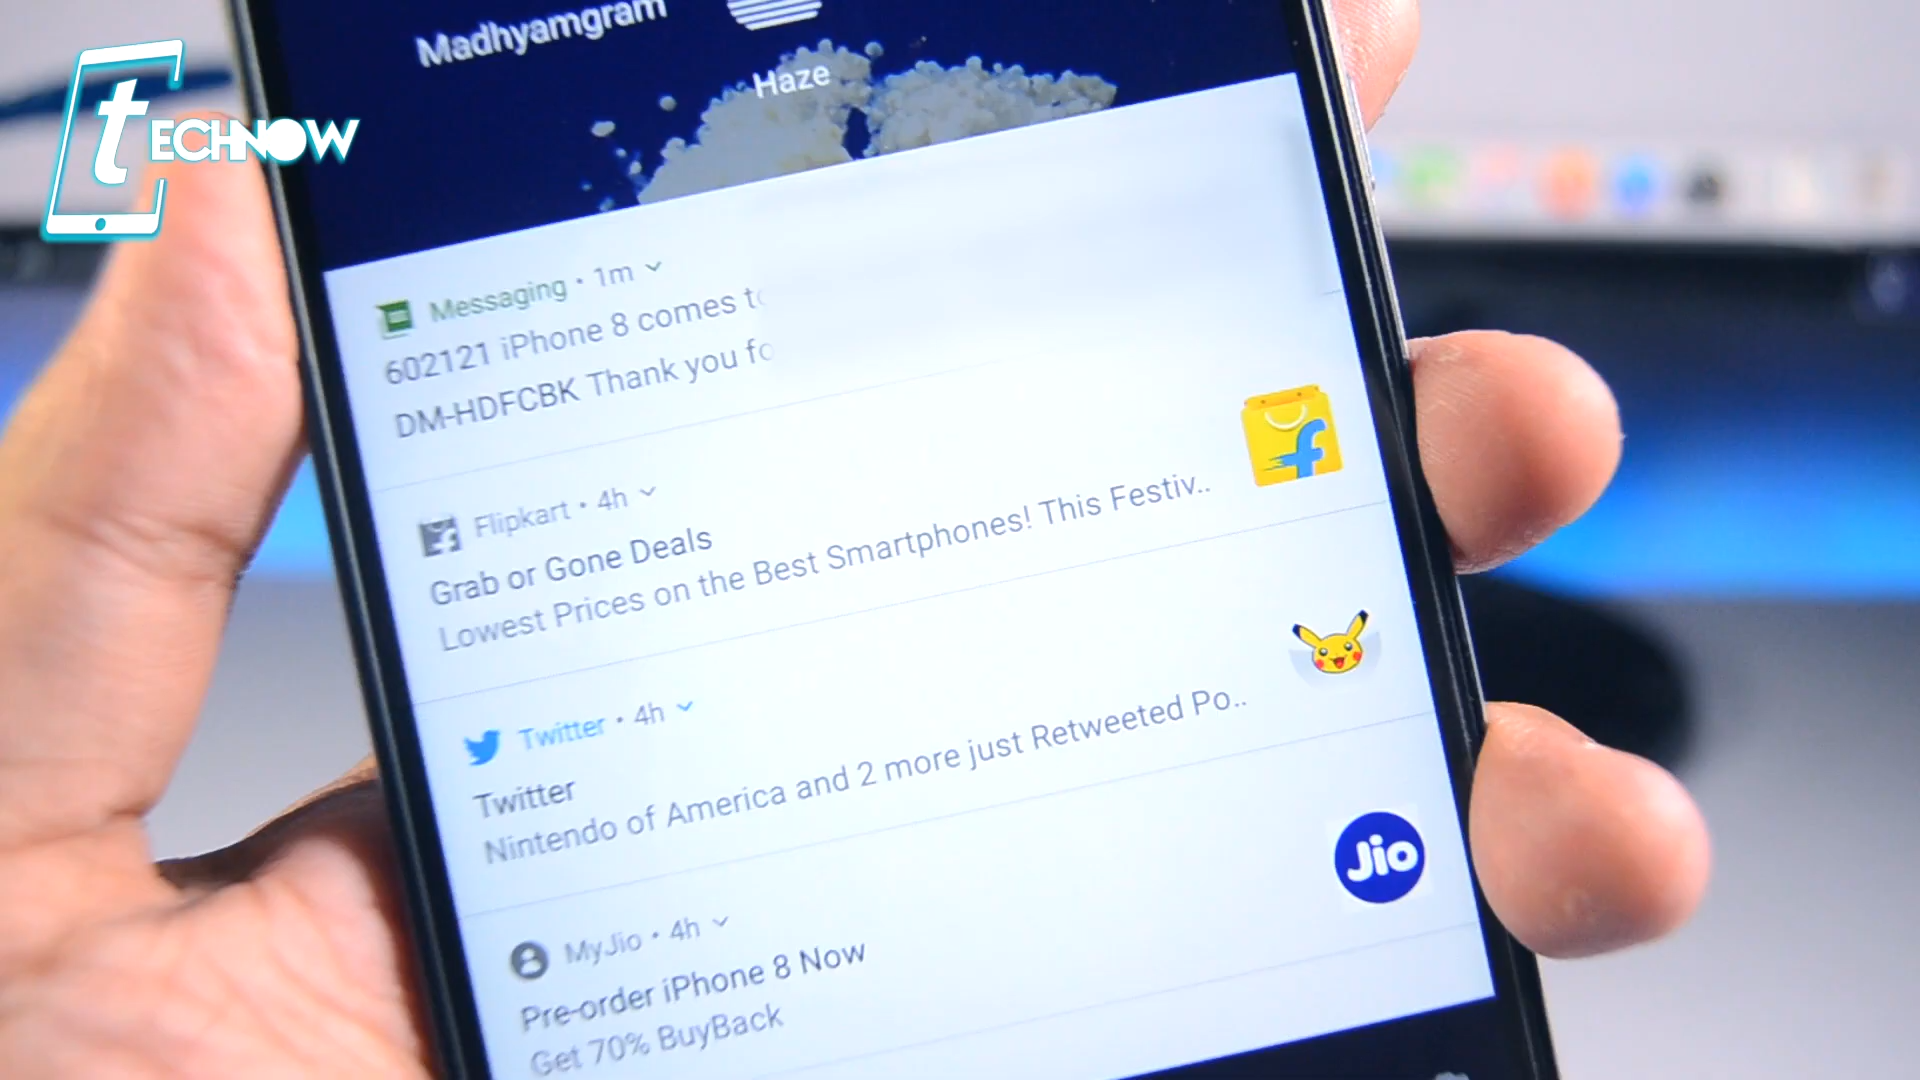 tECHNOW
Madhyamgram
Haze
Messaging • 1m
602121 iPhone 8 comes
DM-HDFCBK Thank you
Flipkart • 4h
Grab or Gone Deals
Lowest Prices on the Best Smartphones! This Festiv..
f
Twitter • 4h
Twitter
Nintendo of America and 2 more just Retweeted Po..
MyJio • 4h
Pre-order iPhone 8 Now
Get 70% BuyBack
Jio